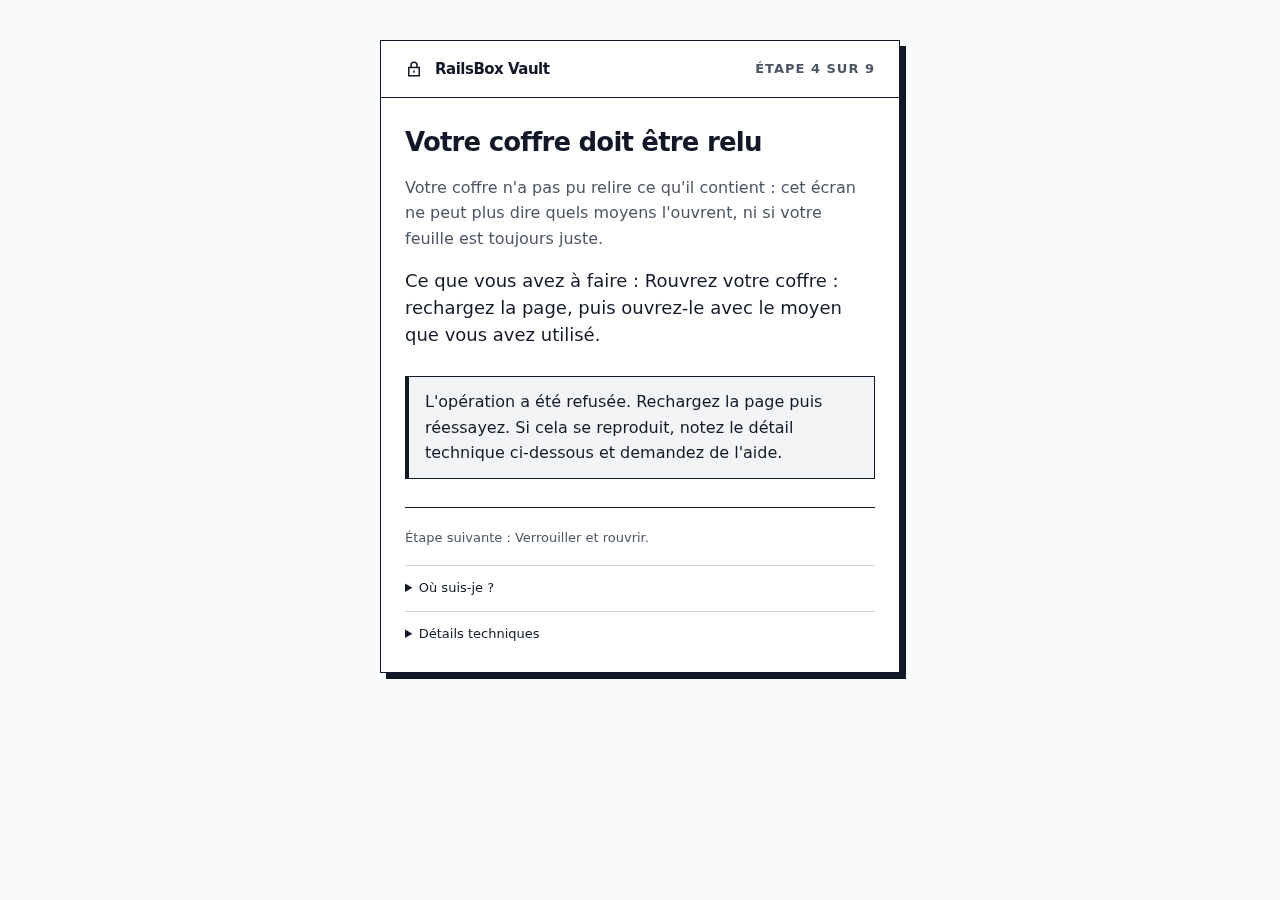 RailsBox Vault
ÉTAPE 4 SUR 9
Votre coffre doit être relu
Votre coffre n'a pas pu relire ce qu'il contient : cet écran
ne peut plus dire quels moyens l'ouvrent, ni si votre
feuille est toujours juste.
Ce que vous avez à faire : Rouvrez votre coffre :
rechargez la page, puis ouvrez-le avec le moyen
que vous avez utilisé.
L'opération a été refusée. Rechargez la page puis
réessayez. Si cela se reproduit, notez le détail
technique ci-dessous et demandez de l'aide.
Étape suivante : Verrouiller et rouvrir.
Où suis-je ?
Détails techniques